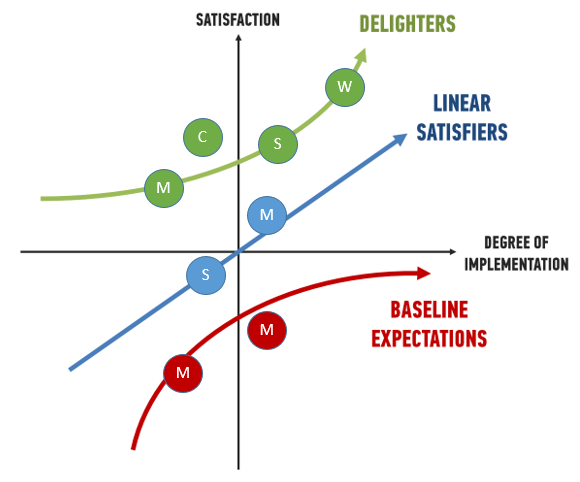 SATISFACTION
DELIGHTERS
W
LINEAR
SATISFIERS
C
S
M
M
DEGREE OF
IMPLEMENTATION
S
BASELINE
EXPECTATIONS
M
M